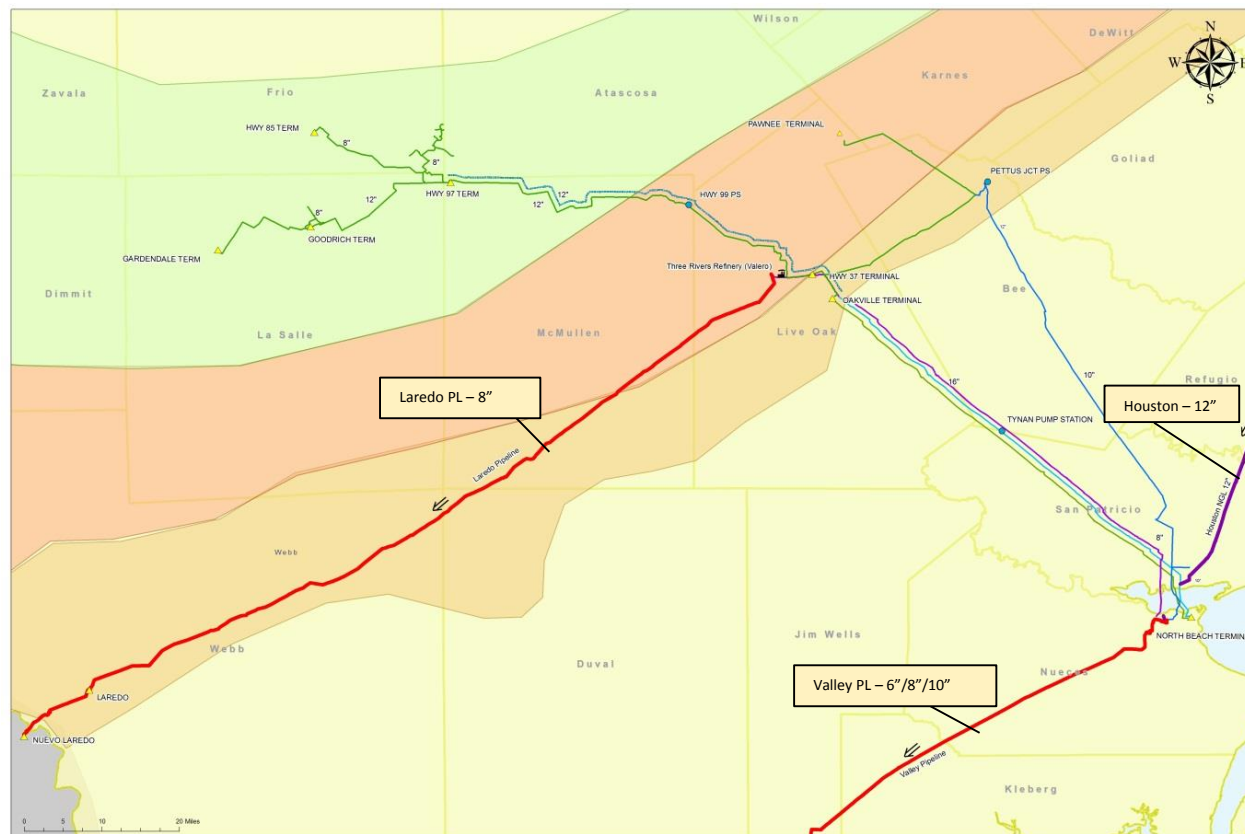 Wilson
DeWitt
N
W
E
S
Zavala
Frio
Atascosa
Karnes
HWY 85 TERM
8"
8"
PAWNEE TERMINAL
Goliad
PETTUS JCT PS
HWY 97 TERM
12"
12"
12"
HWY 99 PS
8"
GOODRICH TERM
GARDENDALE TERM
Three Rivers Refinery (Valero)
HWY 37 TERMINAL
Bee
Dimmit
OAKVILLE TERMINAL
La Salle
McMullen
Live Oak
Laredo PL – 8”
16"
10"
Refugio
Houston – 12”
TYNAN PUMP STATION
Laredo Pipeline
Houston NGL 12"
San Patricio
8"
Webb
Webb
Jim Wells
NORTH BEACH TERMIN
Duval
Nueces
Valley PL – 6”/8”/10”
LAREDO
NUEVO LAREDO
Valley Pipeline
Kleberg
0 5 10 20 Miles